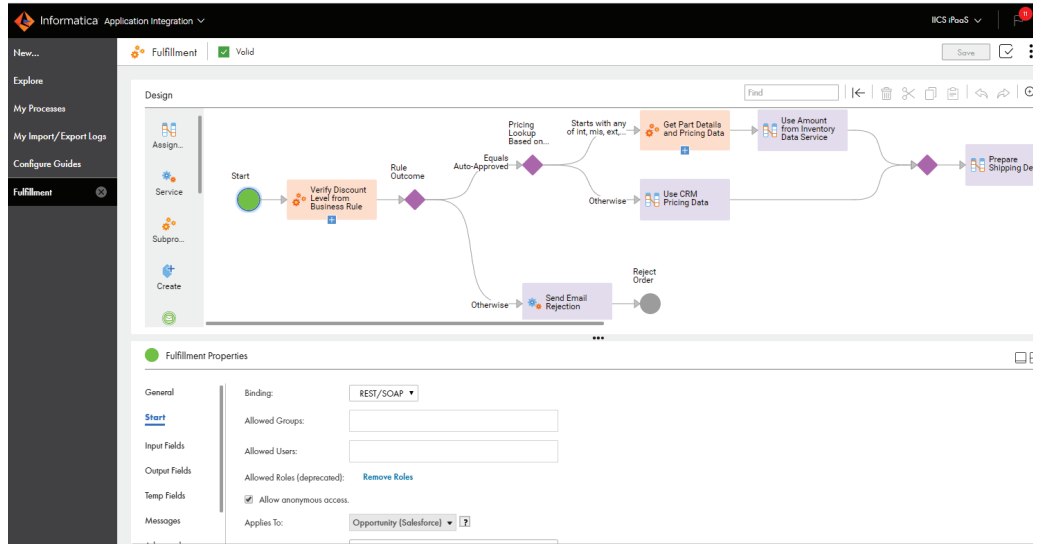 Informatica Application Integration
IICS iPaaS
11
New...
Explore
My Processes
My Import/Export Logs
Configure Guides
Fulfillment
Fulfillment
Valid
Save
Design
Find
Assign...
Service
Subpro...
Create
Start
Verify Discount
Level from
Business Rule
Rule
Outcome
Equals
Auto-Approved
Pricing
Lookup
Based on...
Starts with any
of int, mis, ext,...
Get Part Details
and Pricing Data
Use Amount
from Inventory
Data Service
Prepare
Shipping De
Otherwise
Use CRM
Pricing Data
Otherwise
Send Email
Rejection
Reject
Order
Fulfillment Properties
General
Start
Input Fields
Output Fields
Temp Fields
Messages
Binding:
REST/SOAP
Allowed Groups:
Allowed Users:
Allowed Roles (deprecated):
Remove Roles
Allow anonymous access.
Applies To:
Opportunity (Salesforce)
?